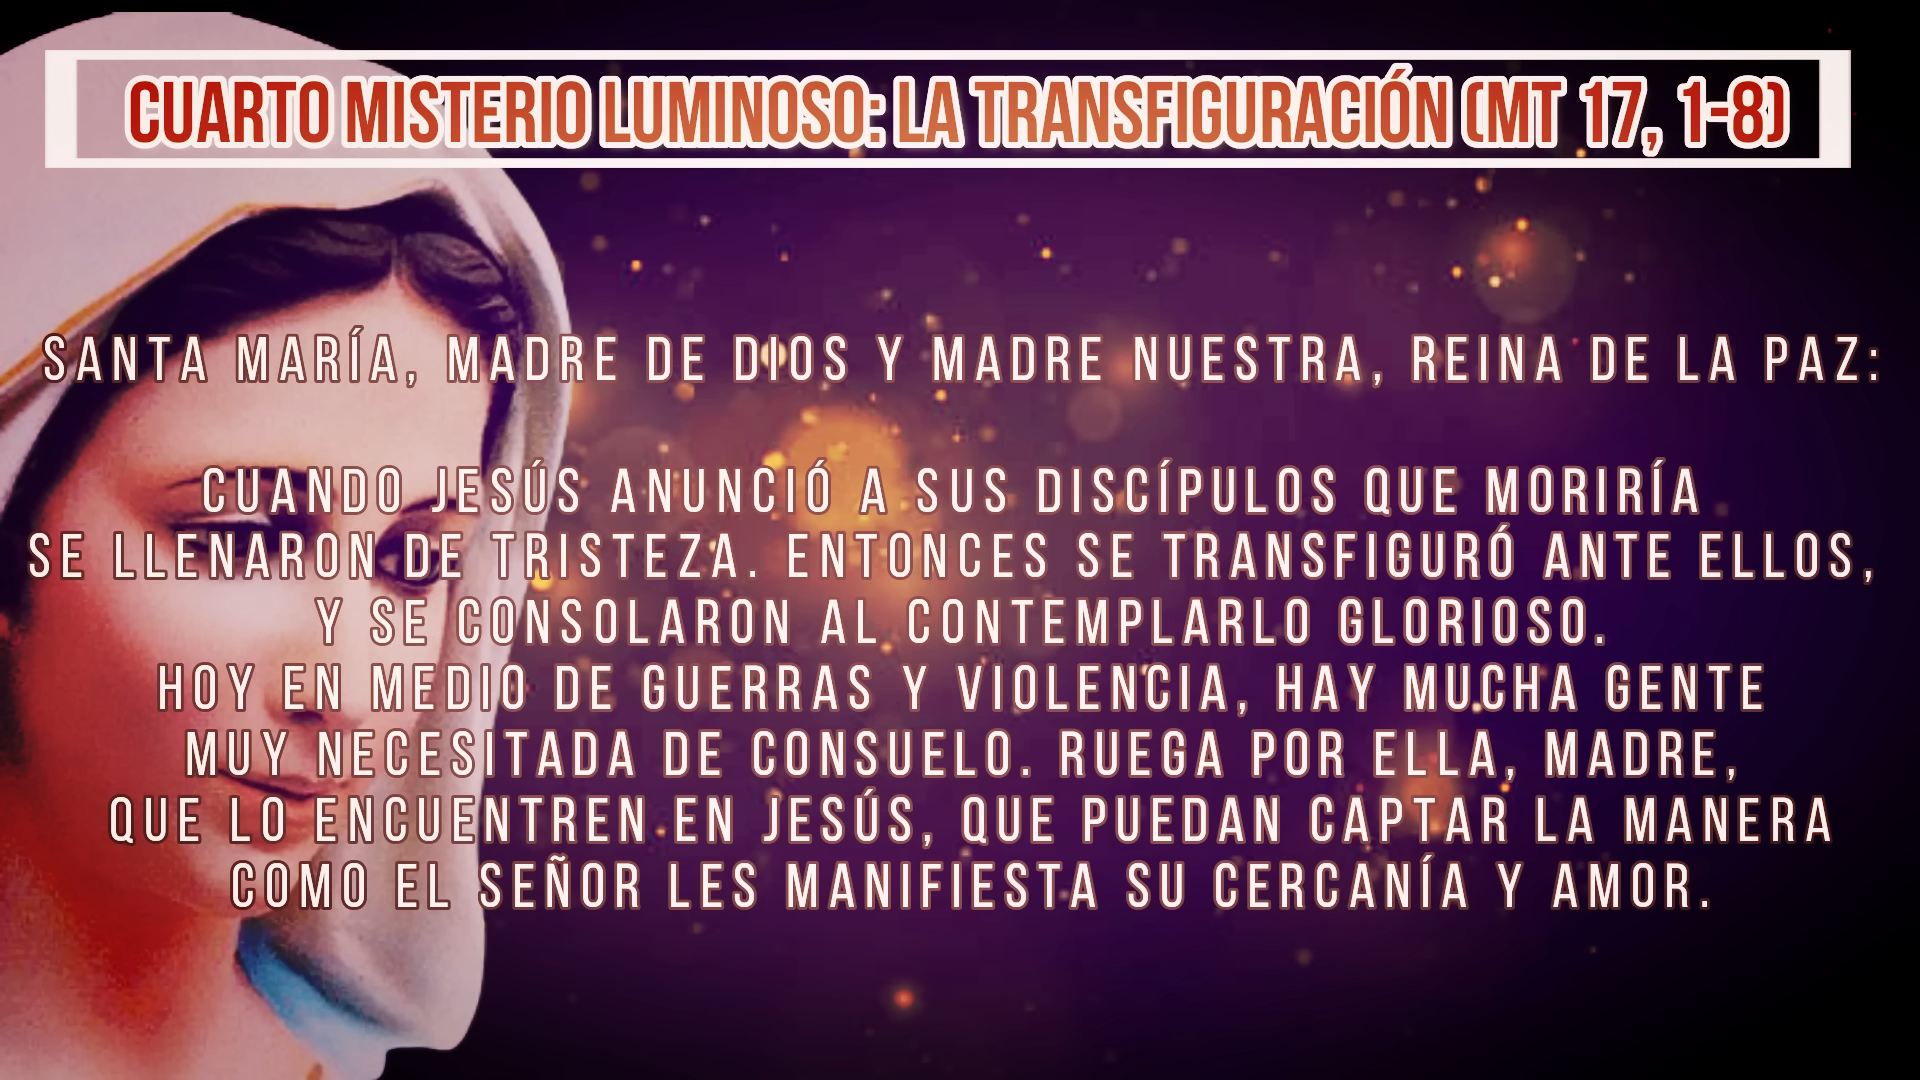 CUARTO MISTERIO LUMINOSO: LA TRANSFIGURACIÓN (MT 17, 1-8)
SANTA MARÍA, MADRE DE DIOS Y MADRE NUESTRA, REINA DE LA PAZ:
CUANDO JESÚS ANUNCIÓ A SUS DISCÍPULOS QUE MORIRÍA
SE LLENARON DE TRISTEZA. ENTONCES SE TRANSFIGURÓ ANTE ELLOS,
Y SE CONSOLARON AL CONTEMPLARLO GLORIOSO.
HOY EN MEDIO DE GUERRAS Y VIOLENCIA, HAY MUCHA GENTE
MUY NECESITADA DE CONSUELO. RUEGA POR ELLA, MADRE,
QUE LO ENCUENTREN EN JESÚS, QUE PUEDAN CAPTAR LA MANERA
COMO EL SEÑOR LES MANIFIESTA SU CERCANÍA Y AMOR.